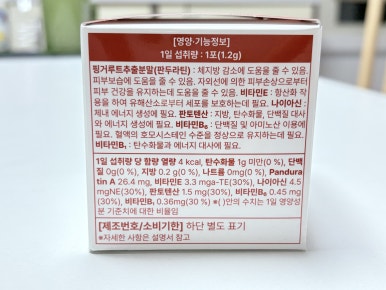 [영양·기능정보]
1일 섭취량 : 1포(1.2g)
핑거루트추출분말(판두라틴) : 체지방 감소에 도움을 줄 수 있음.
피부보습에 도움을 줄 수 있음. 자외선에 의한 피부손상으로부터
피부 건강을 유지하는데 도움을 줄 수 있음. 비타민E : 항산화 작
용을 하여 유해산소로부터 세포를 보호하는데 필요. 나이아신
: 체내 에너지 생성에 필요. 판토텐산 : 지방, 탄수화물, 단백질 대사
와 에너지 생성에 필요. 비타민B₆ : 단백질 및 아미노산 이용에
필요. 혈액의 호모시스테인 수준을 정상으로 유지하는데 필요.
비타민B₁ : 탄수화물과 에너지 대사에 필요.
1일 섭취량 당 함량 열량 4 kcal, 탄수화물 1g 미만(0 %), 단백
질 0g(0 %), 지방 0.2 g(0 %), 나트륨 0mg(0 %), Pandura
tin A 26.4 mg, 비타민E 3.3 mga-TE(30%), 나이아신 4.5
mgNE(30%), 판토텐산 1.5 mg(30%), 비타민B₆ 0.45 mg
(30%), 비타민B₁ 0.36mg(30 %) ※( )안의 수치는 1일 영양성
분 기준치에 대한 비율임
[제조번호/소비기한] 하단 별도 표기
*자세한 사항은 설명서 참고